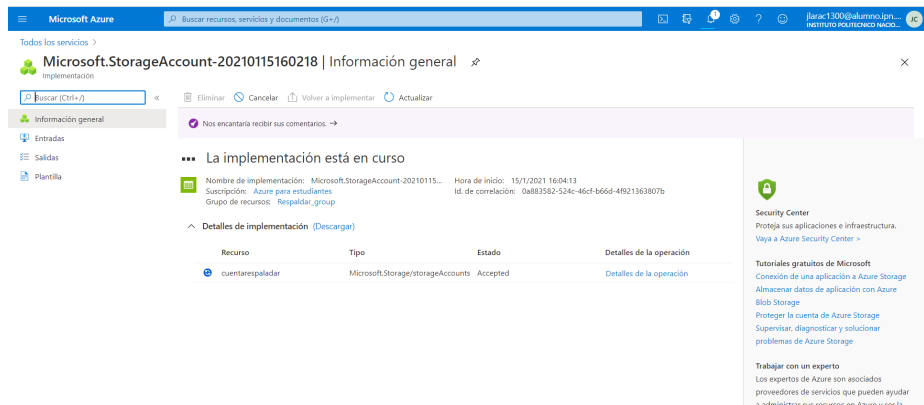 Microsoft Azure
Buscar recursos, servicios y documentos (G+/)
1
jlarac1300@alumno.ipn....
INSTITUTO POLITECNICO NACIO...
JC
Todos los servicios >
Microsoft.StorageAccount-20210115160218 | Información general
Implementación
Buscar (Ctrl+/)
Información general
Entradas
Salidas
Plantilla
Eliminar Cancelar Volver a implementar Actualizar
Nos encantaría recibir sus comentarios. →
La implementación está en curso
Nombre de implementación: Microsoft.StorageAccount-20210115...
Suscripción: Azure para estudiantes
Grupo de recursos: Respaldar_group
Hora de inicio: 15/1/2021 16:04:13
Id. de correlación: 0a883582-524c-46cf-b66d-4f921363807b
Detalles de implementación (Descargar)
Recurso Tipo Estado Detalles de la operación
cuentarespaladar Microsoft.Storage/storageAccounts Accepted Detalles de la operación
Security Center
Proteja sus aplicaciones e infraestructura.
Vaya a Azure Security Center >
Tutoriales gratuitos de Microsoft
Conexión de una aplicación a Azure Storage
Almacenar datos de aplicación con Azure
Blob Storage
Proteger la cuenta de Azure Storage
Supervisar, diagnosticar y solucionar
problemas de Azure Storage
Trabajar con un experto
Los expertos de Azure son asociados
proveedores de servicios que pueden ayudar
a administrar sus recursos en Azure y ser la